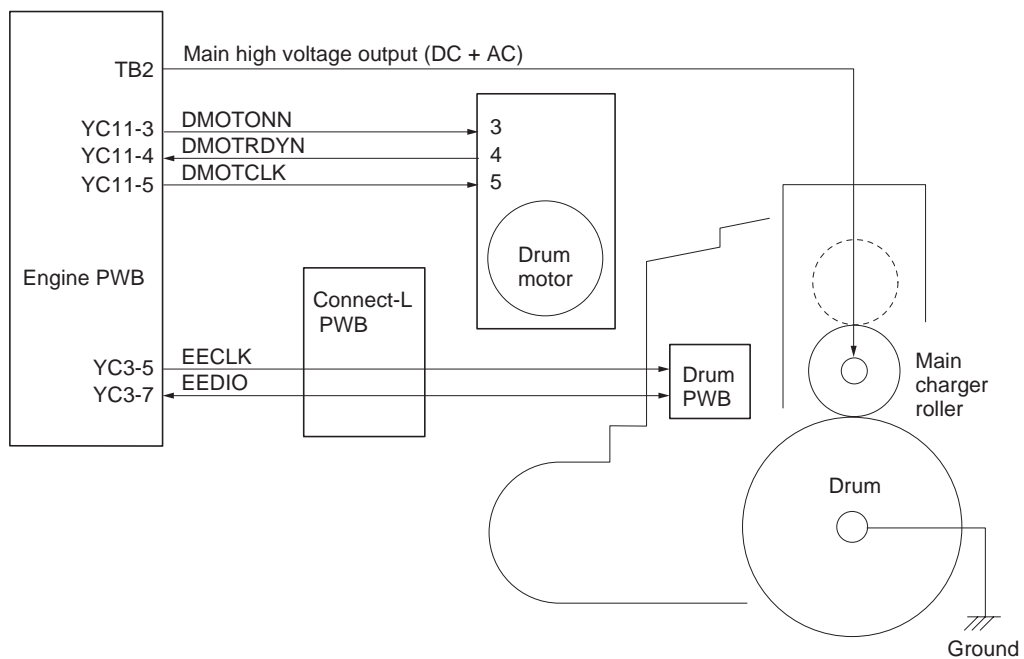 Main high voltage output (DC + AC)
TB2
YC11-3
DMOTONN
3
YC11-4
DMOTRDYN
4
YC11-5
DMOTCLK
5
Engine PWB
Drum
motor
Connect-L
PWB
YC3-5
EECLK
YC3-7
EEDIO
Drum
PWB
Main
charger
roller
Drum
Ground